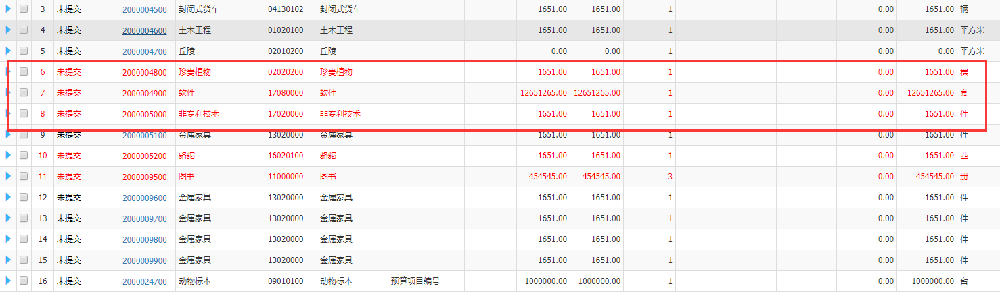 3 未提交 2000004500 封闭式货车 04130102 封闭式货车 1651.00 1651.00 1 0.00 1651.00 辆
4 未提交 2000004600 土木工程 01020100 土木工程 1651.00 1651.00 1 0.00 1651.00 平方米
5 未提交 2000004700 丘陵 02010200 丘陵 0.00 0.00 1 0.00 0.00 平方米
6 未提交 2000004800 珍贵植物 02020200 珍贵植物 1651.00 1651.00 1 0.00 1651.00 棵
7 未提交 2000004900 软件 17080000 软件 12651265.00 12651265.00 1 0.00 12651265.00 套
8 未提交 2000005000 非专利技术 17020000 非专利技术 1651.00 1651.00 1 0.00 1651.00 件
9 未提交 2000005100 金属家具 13020000 金属家具 1651.00 1651.00 1 0.00 1651.00 件
10 未提交 2000005200 骆驼 16020100 骆驼 1651.00 1651.00 1 0.00 1651.00 匹
11 未提交 2000009500 图书 11000000 图书 454545.00 454545.00 3 0.00 454545.00 册
12 未提交 2000009600 金属家具 13020000 金属家具 1651.00 1651.00 1 0.00 1651.00 件
13 未提交 2000009700 金属家具 13020000 金属家具 1651.00 1651.00 1 0.00 1651.00 件
14 未提交 2000009800 金属家具 13020000 金属家具 1651.00 1651.00 1 0.00 1651.00 件
15 未提交 2000009900 金属家具 13020000 金属家具 1651.00 1651.00 1 0.00 1651.00 件
16 未提交 2000024700 动物标本 09010100 动物标本 预算项目编号 1000000.00 1000000.00 1 0.00 1000000.00 台